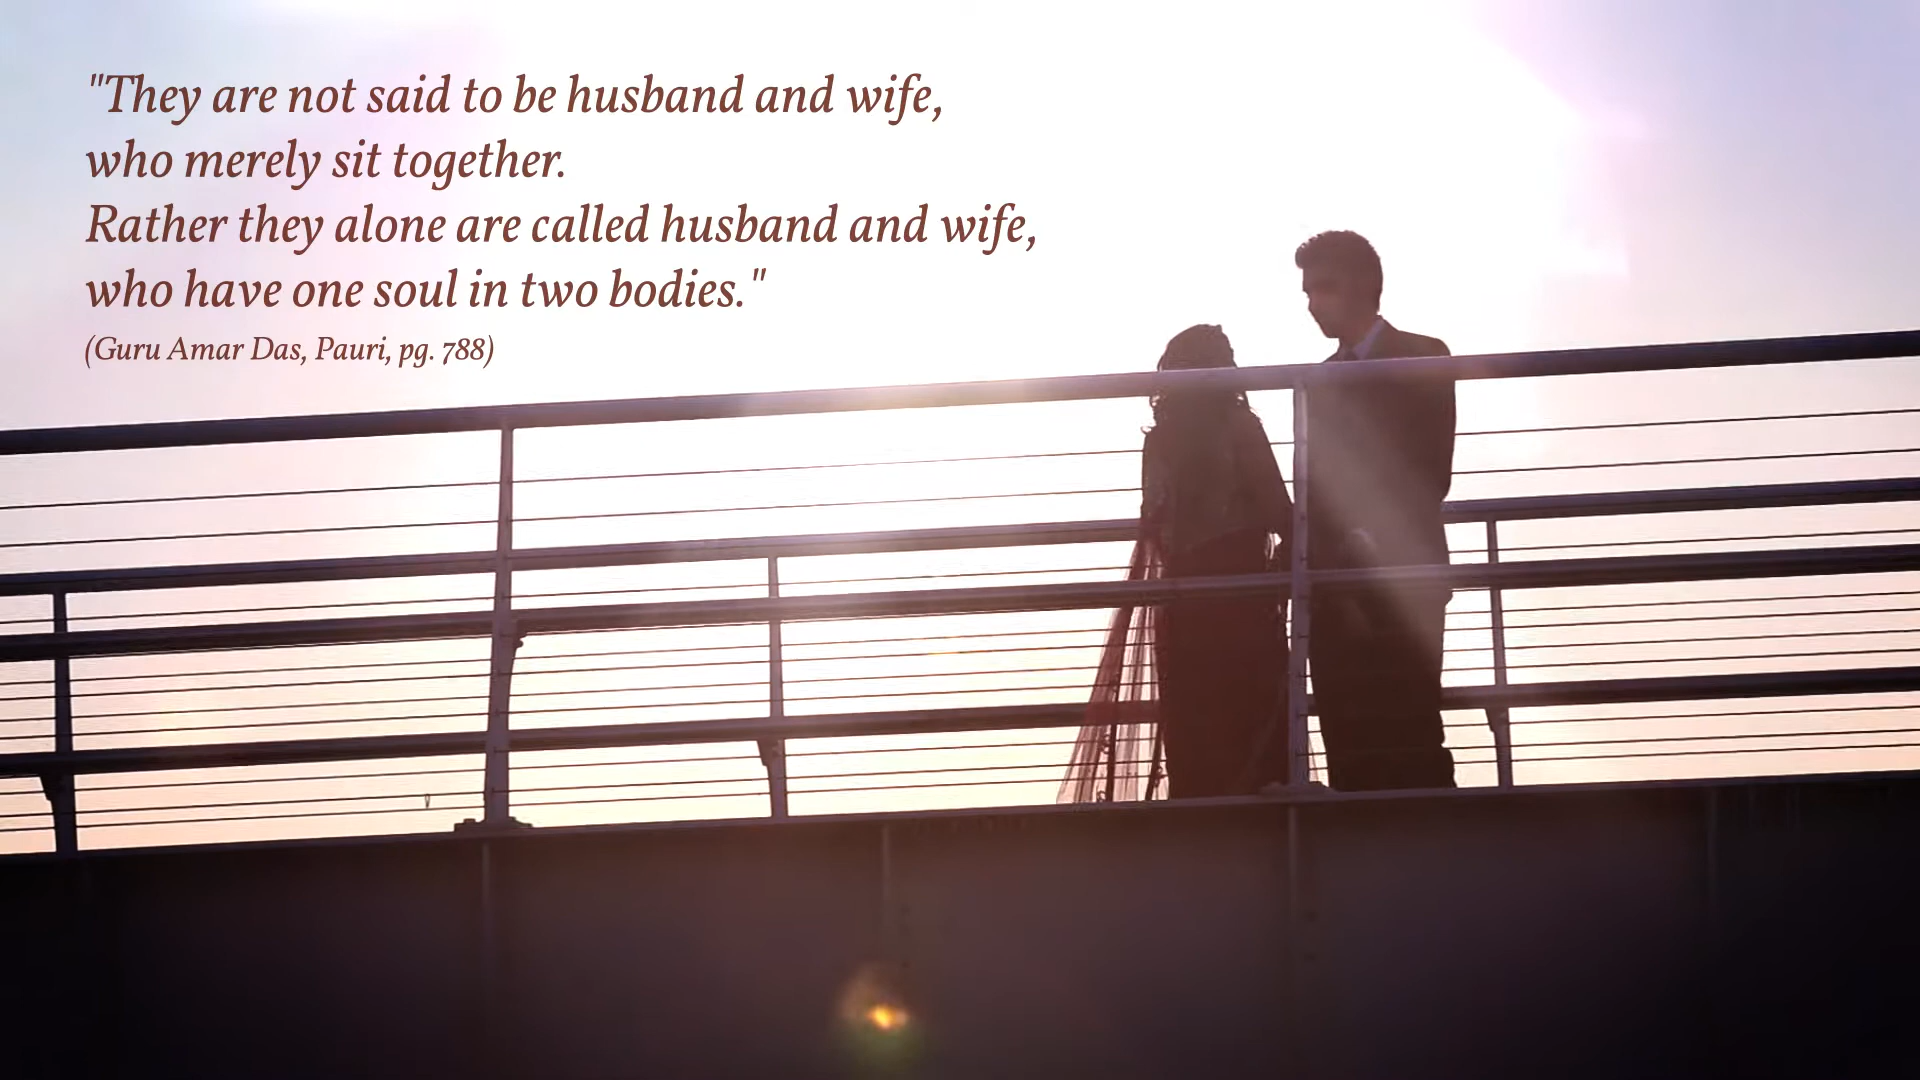 "They are not said to be husband and wife,
who merely sit together.
Rather they alone are called husband and wife,
who have one soul in two bodies."
(Guru Amar Das, Pauri, pg. 788)